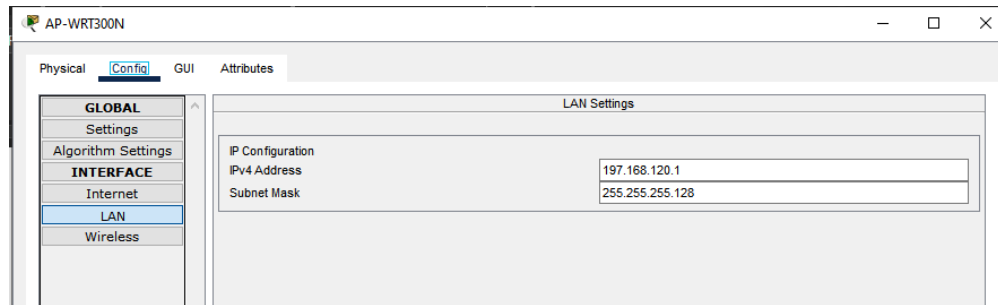 AP-WRT300N
Physical Config GUI Attributes
GLOBAL
Settings
Algorithm Settings
INTERFACE
Internet
LAN
Wireless
LAN Settings
IP Configuration
IPv4 Address 197.168.120.1
Subnet Mask 255.255.255.128